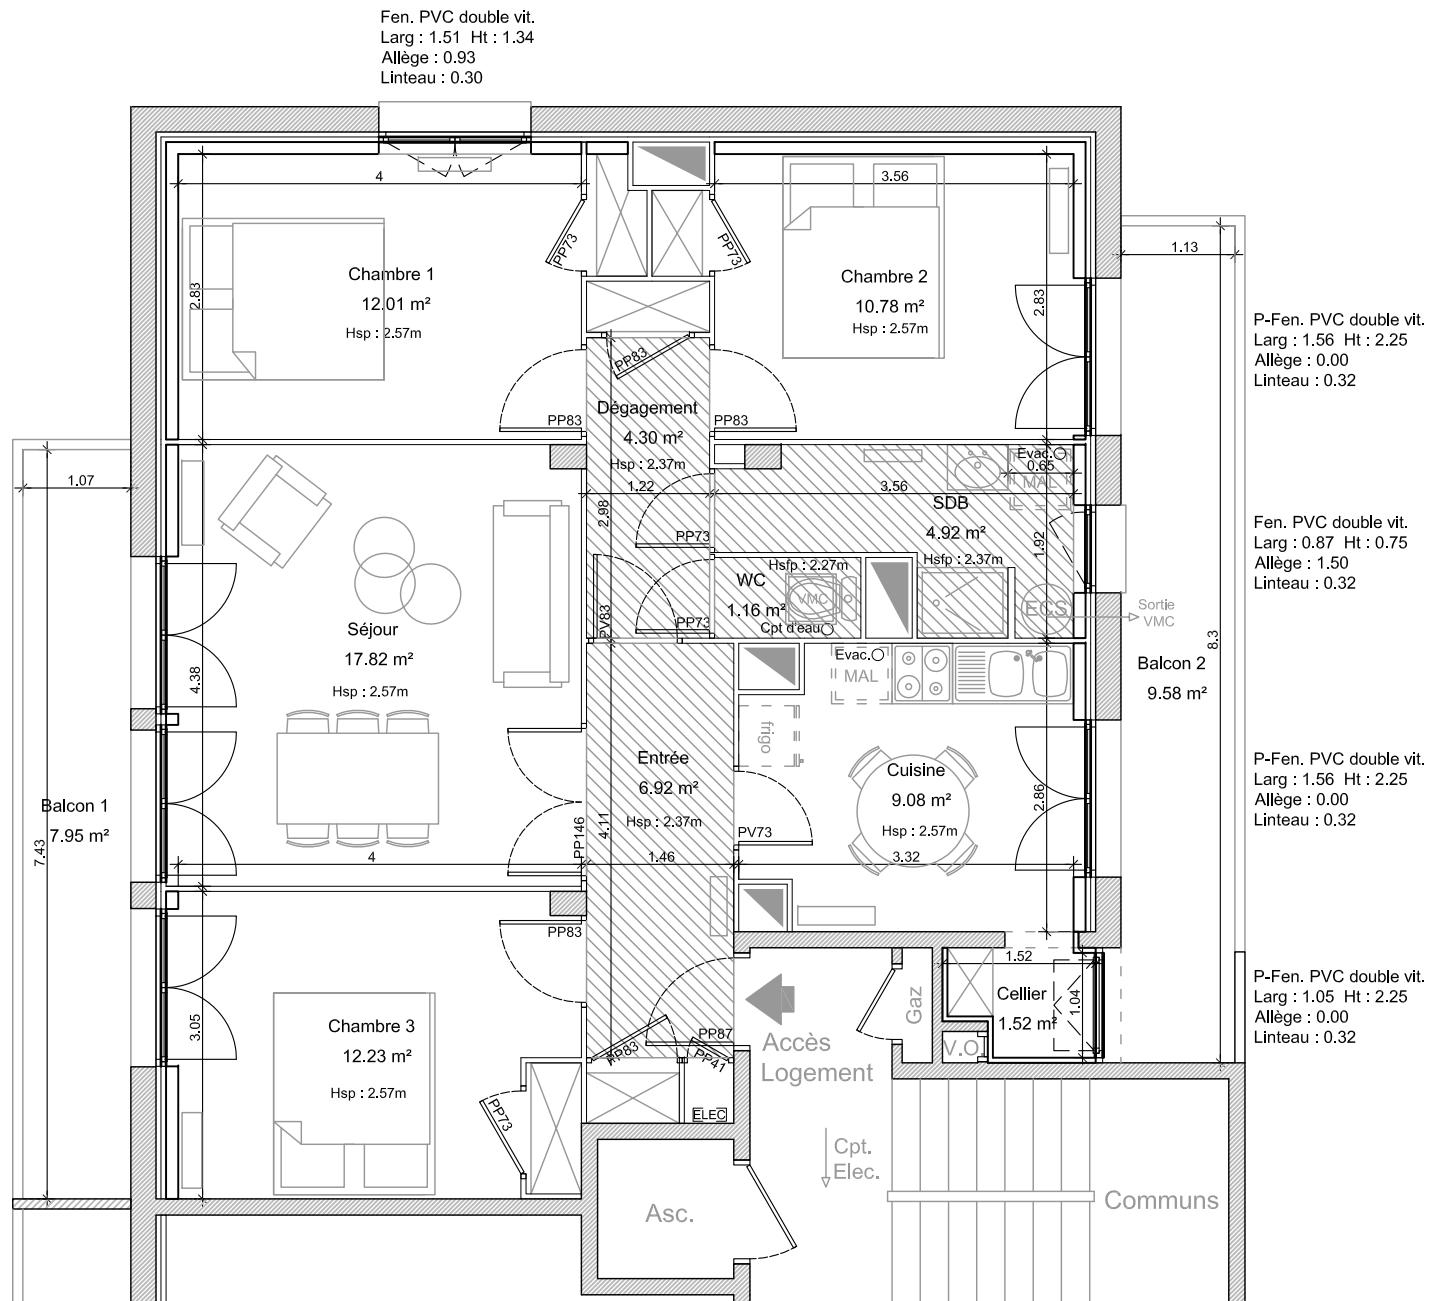 Fen. PVC double vit.
Larg : 1.51 Ht : 1.34
Allège : 0.93
Linteau : 0.30
4
3.56
PP73
PP73
1.13
Chambre 1
12.01 m²
Hsp : 2.57m
2.83
Chambre 2
10.78 m²
Hsp : 2.57m
2.83
P-Fen. PVC double vit.
Larg : 1.56 Ht : 2.25
Allège : 0.00
Linteau : 0.32
PP83
PP83
PP83
Dégagement
4.30 m²
Hsp : 2.37m
1.22
2.98
1.07
Evac.
0.65
MAL
3.56
SDB
4.92 m²
Hsfp : 2.37m
1.92
PP73
Fen. PVC double vit.
Larg : 0.87 Ht : 0.75
Allège : 1.50
Linteau : 0.32
Hsfp : 2.27m
WC
1.16 m²
VMC
Cpt d'eau
PP73
PV83
ECS
Sortie
VMC
8.3
Séjour
17.82 m²
Hsp : 2.57m
4.38
Evac.
MAL
frigo
Balcon 2
9.58 m²
Entrée
6.92 m²
Hsp : 2.37m
4.11
PP146
1.46
Cuisine
9.08 m²
Hsp : 2.57m
PV73
3.32
2.86
P-Fen. PVC double vit.
Larg : 1.56 Ht : 2.25
Allège : 0.00
Linteau : 0.32
Balcon 1
7.95 m²
7.43
4
PP83
1.52
Cellier
1.52 m²
1.04
Gaz
V.O.
P-Fen. PVC double vit.
Larg : 1.05 Ht : 2.25
Allège : 0.00
Linteau : 0.32
Chambre 3
12.23 m²
Hsp : 2.57m
3.05
PP73
PP83
PP87
PP41
ELEC
Accès
Logement
Cpt.
Elec.
Asc.
Communs